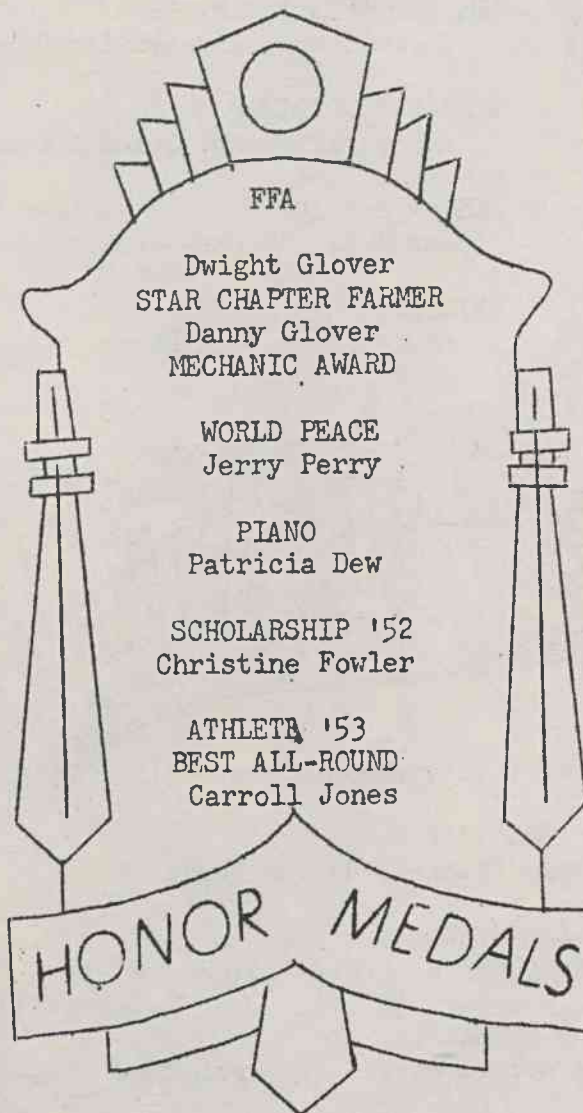 FFA
Dwight Glover
STAR CHAPTER FARMER
Danny Glover
MECHANIC AWARD
WORLD PEACE
Jerry Perry
PIANO
Patricia Dew
SCHOLARSHIP '52
Christine Fowler
ATHLETE '53
BEST ALL-ROUND
Carroll Jones
HONOR MEDALS